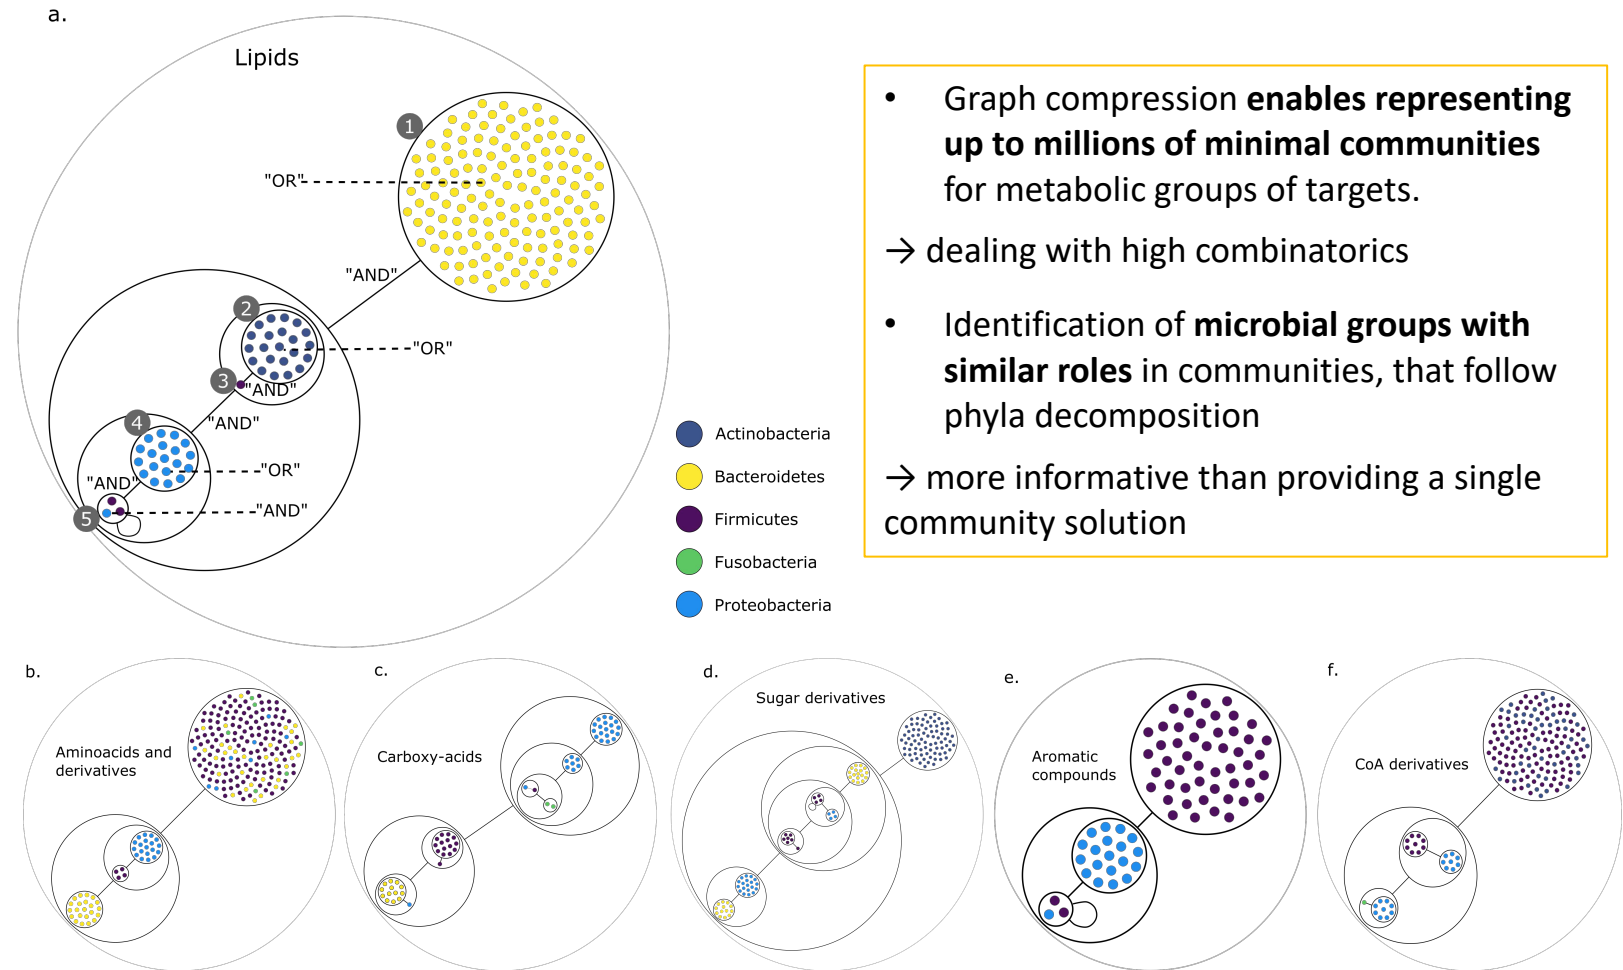 a.
Lipids
1
"OR"
"AND"
2
"OR"
3
"AND"
"AND"
4
"OR"
"AND"
"AND"
5
Actinobacteria
Bacteroidetes
Firmicutes
Fusobacteria
Proteobacteria
• Graph compression enables representing
up to millions of minimal communities
for metabolic groups of targets.
→ dealing with high combinatorics
• Identification of microbial groups with
similar roles in communities, that follow
phyla decomposition
→ more informative than providing a single
community solution
b.
Aminoacids and
derivatives
c.
Carboxy-acids
d.
Sugar derivatives
e.
Aromatic
compounds
f.
CoA derivatives